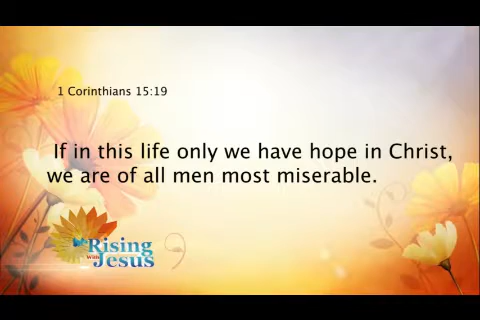 1 Corinthians 15:19
If in this life only we have hope in Christ,
we are of all men most miserable.
Rising
With
Jesus